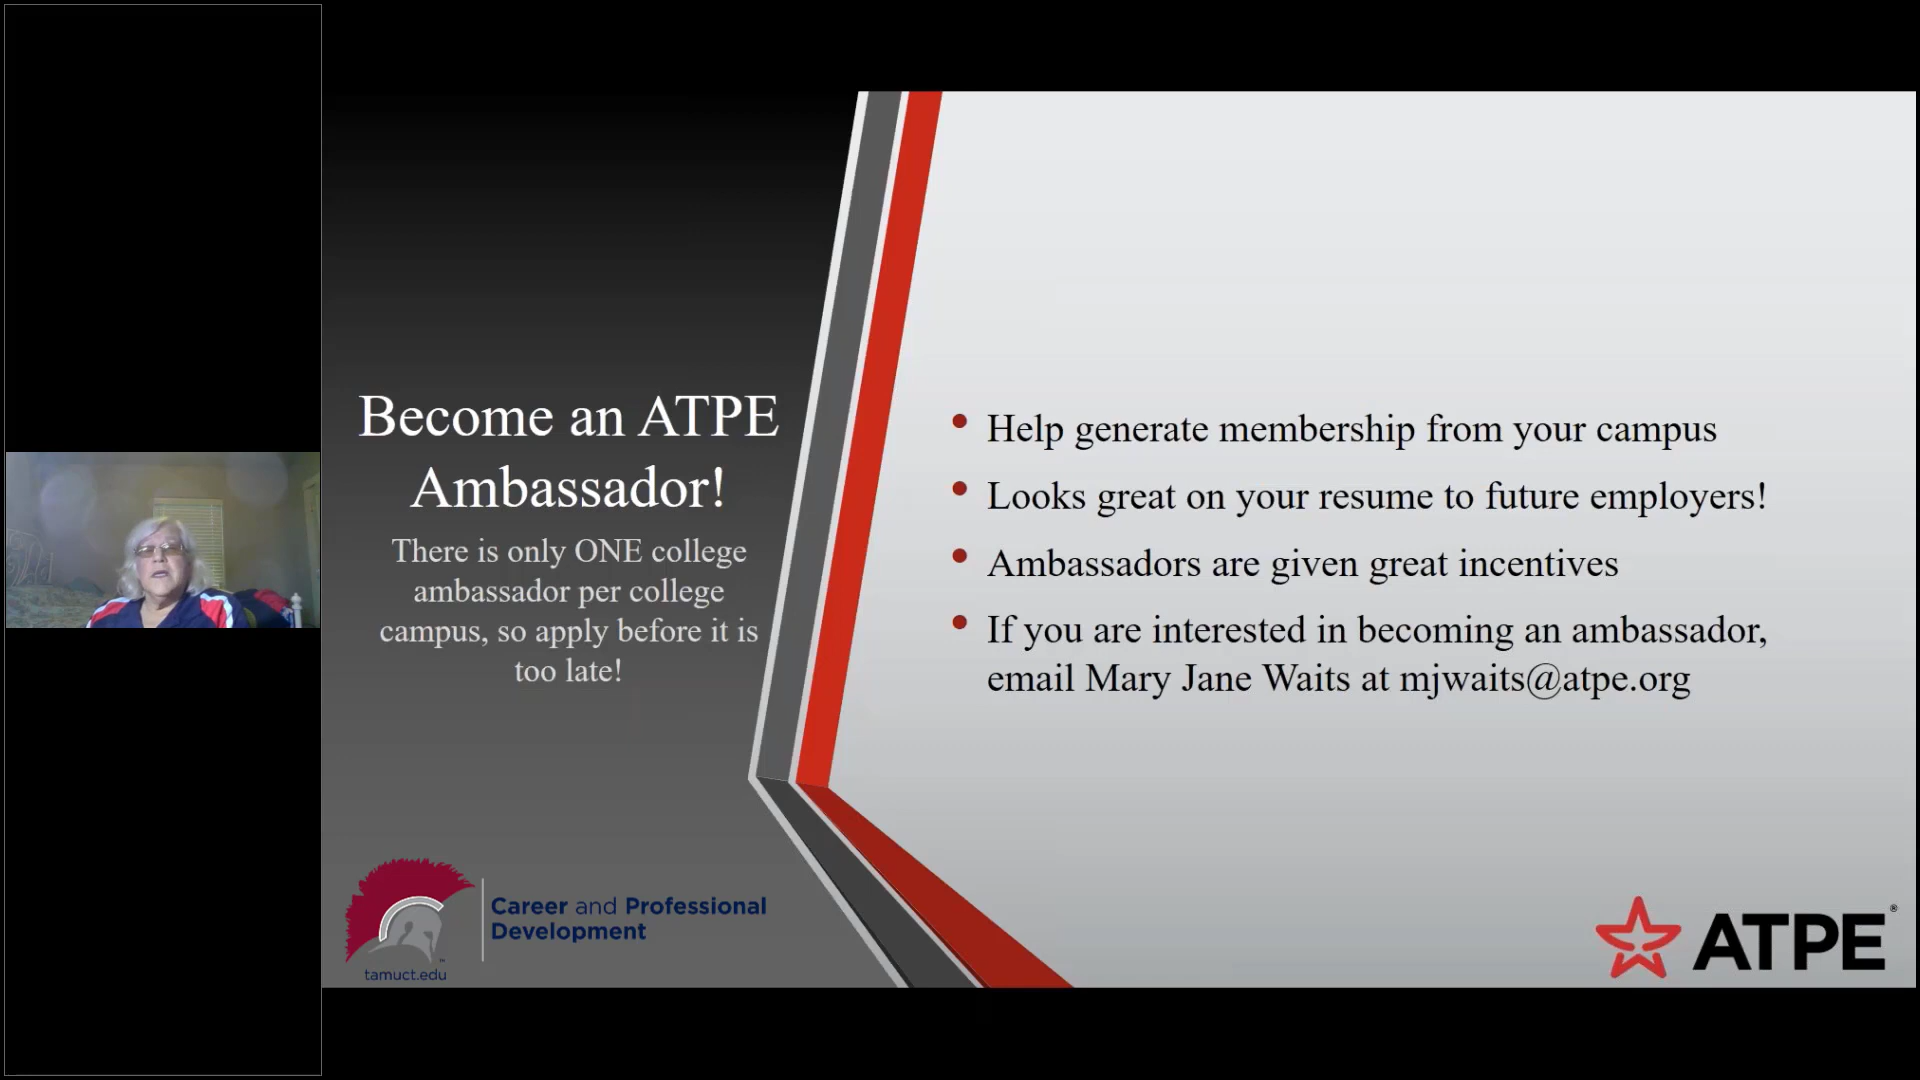 Become an ATPE
Ambassador!
There is only ONE college
ambassador per college
campus, so apply before it is
too late!
• Help generate membership from your campus
• Looks great on your resume to future employers!
• Ambassadors are given great incentives
• If you are interested in becoming an ambassador,
email Mary Jane Waits at mjwaits@atpe.org
Career and Professional
Development
tamuct.edu
ATPE®